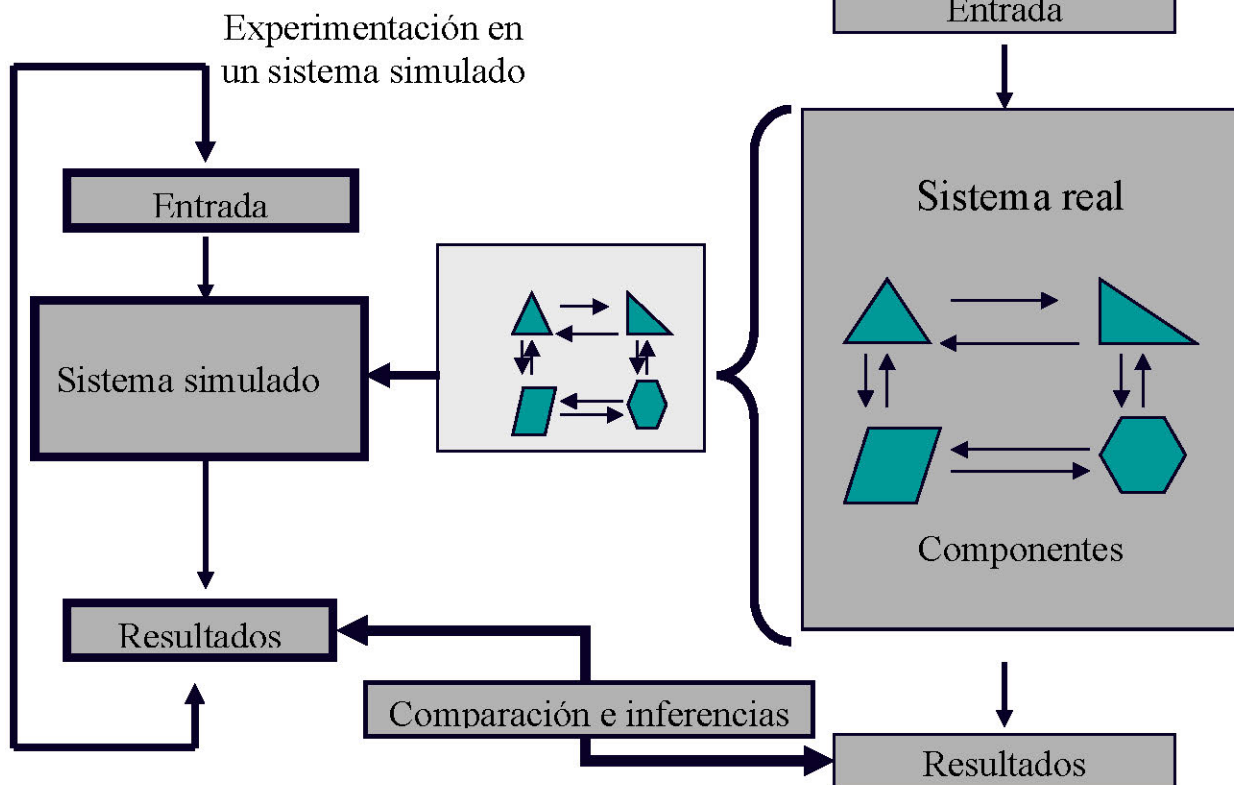 Experimentación en
un sistema simulado
Entrada
Sistema simulado
Resultados
Comparación e inferencias
Entrada
Sistema real
Componentes
Resultados